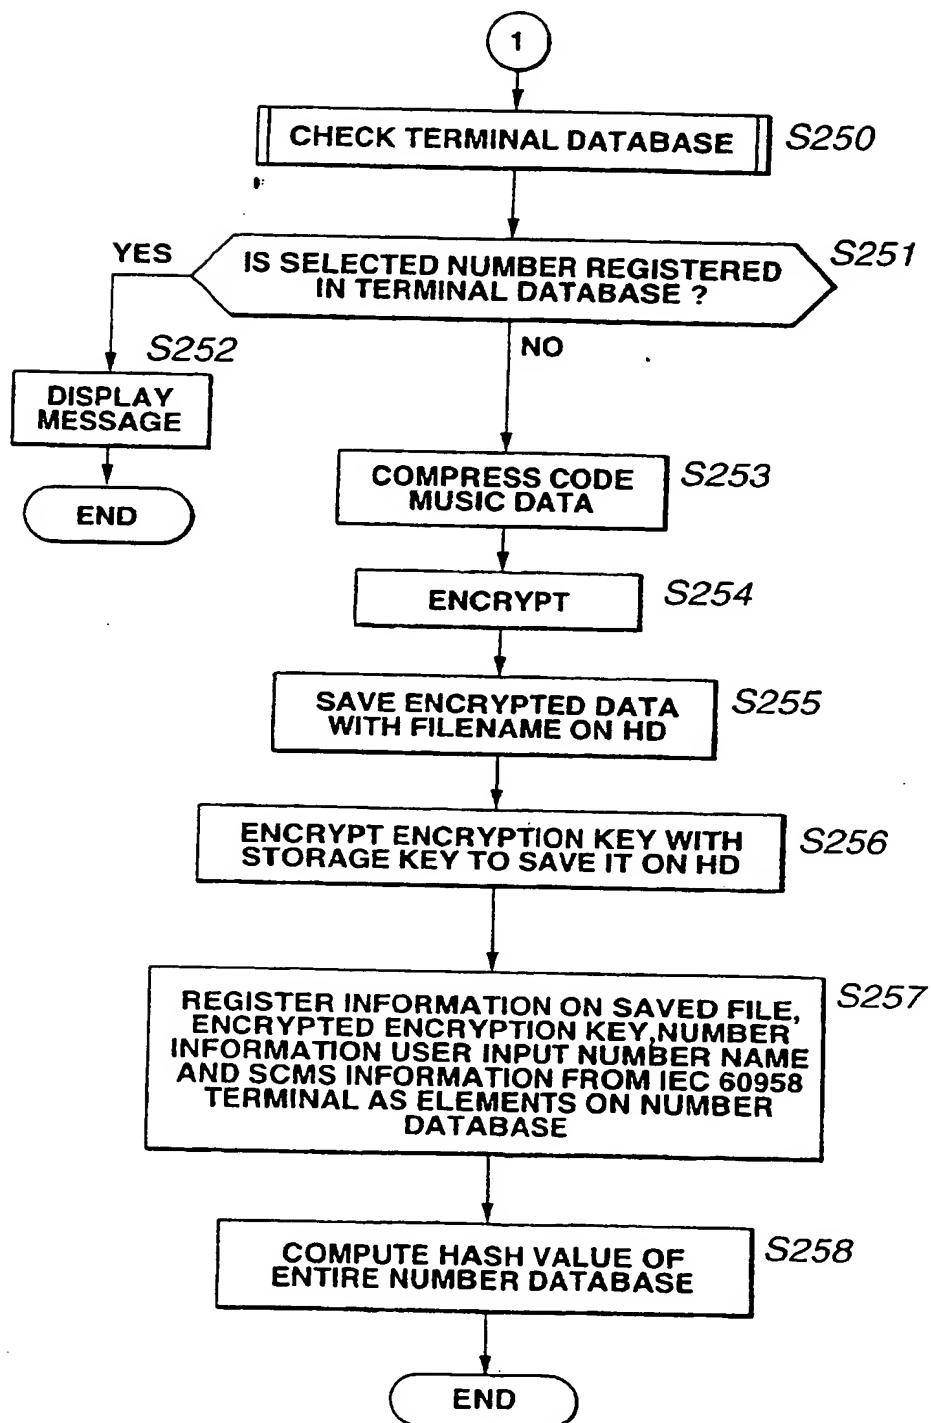 1
CHECK TERMINAL DATABASE
S250
IS SELECTED NUMBER REGISTERED
IN TERMINAL DATABASE ?
S251
YES
NO
S252
DISPLAY
MESSAGE
END
COMPRESS CODE
MUSIC DATA
S253
ENCRYPT
S254
SAVE ENCRYPTED DATA
WITH FILENAME ON HD
S255
ENCRYPT ENCRYPTION KEY WITH
STORAGE KEY TO SAVE IT ON HD
S256
REGISTER INFORMATION ON SAVED FILE,
ENCRYPTED ENCRYPTION KEY,NUMBER
INFORMATION USER INPUT NUMBER NAME
AND SCMS INFORMATION FROM IEC 60958
TERMINAL AS ELEMENTS ON NUMBER
DATABASE
S257
COMPUTE HASH VALUE OF
ENTIRE NUMBER DATABASE
S258
END